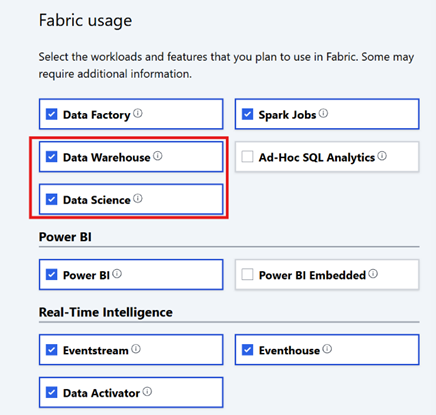 Fabric usage
Select the workloads and features that you plan to use in Fabric. Some may
require additional information.
Data Factory
Spark Jobs
Data Warehouse
Ad-Hoc SQL Analytics
Data Science
Power BI
Power BI
Power BI Embedded
Real-Time Intelligence
Eventstream
Eventhouse
Data Activator